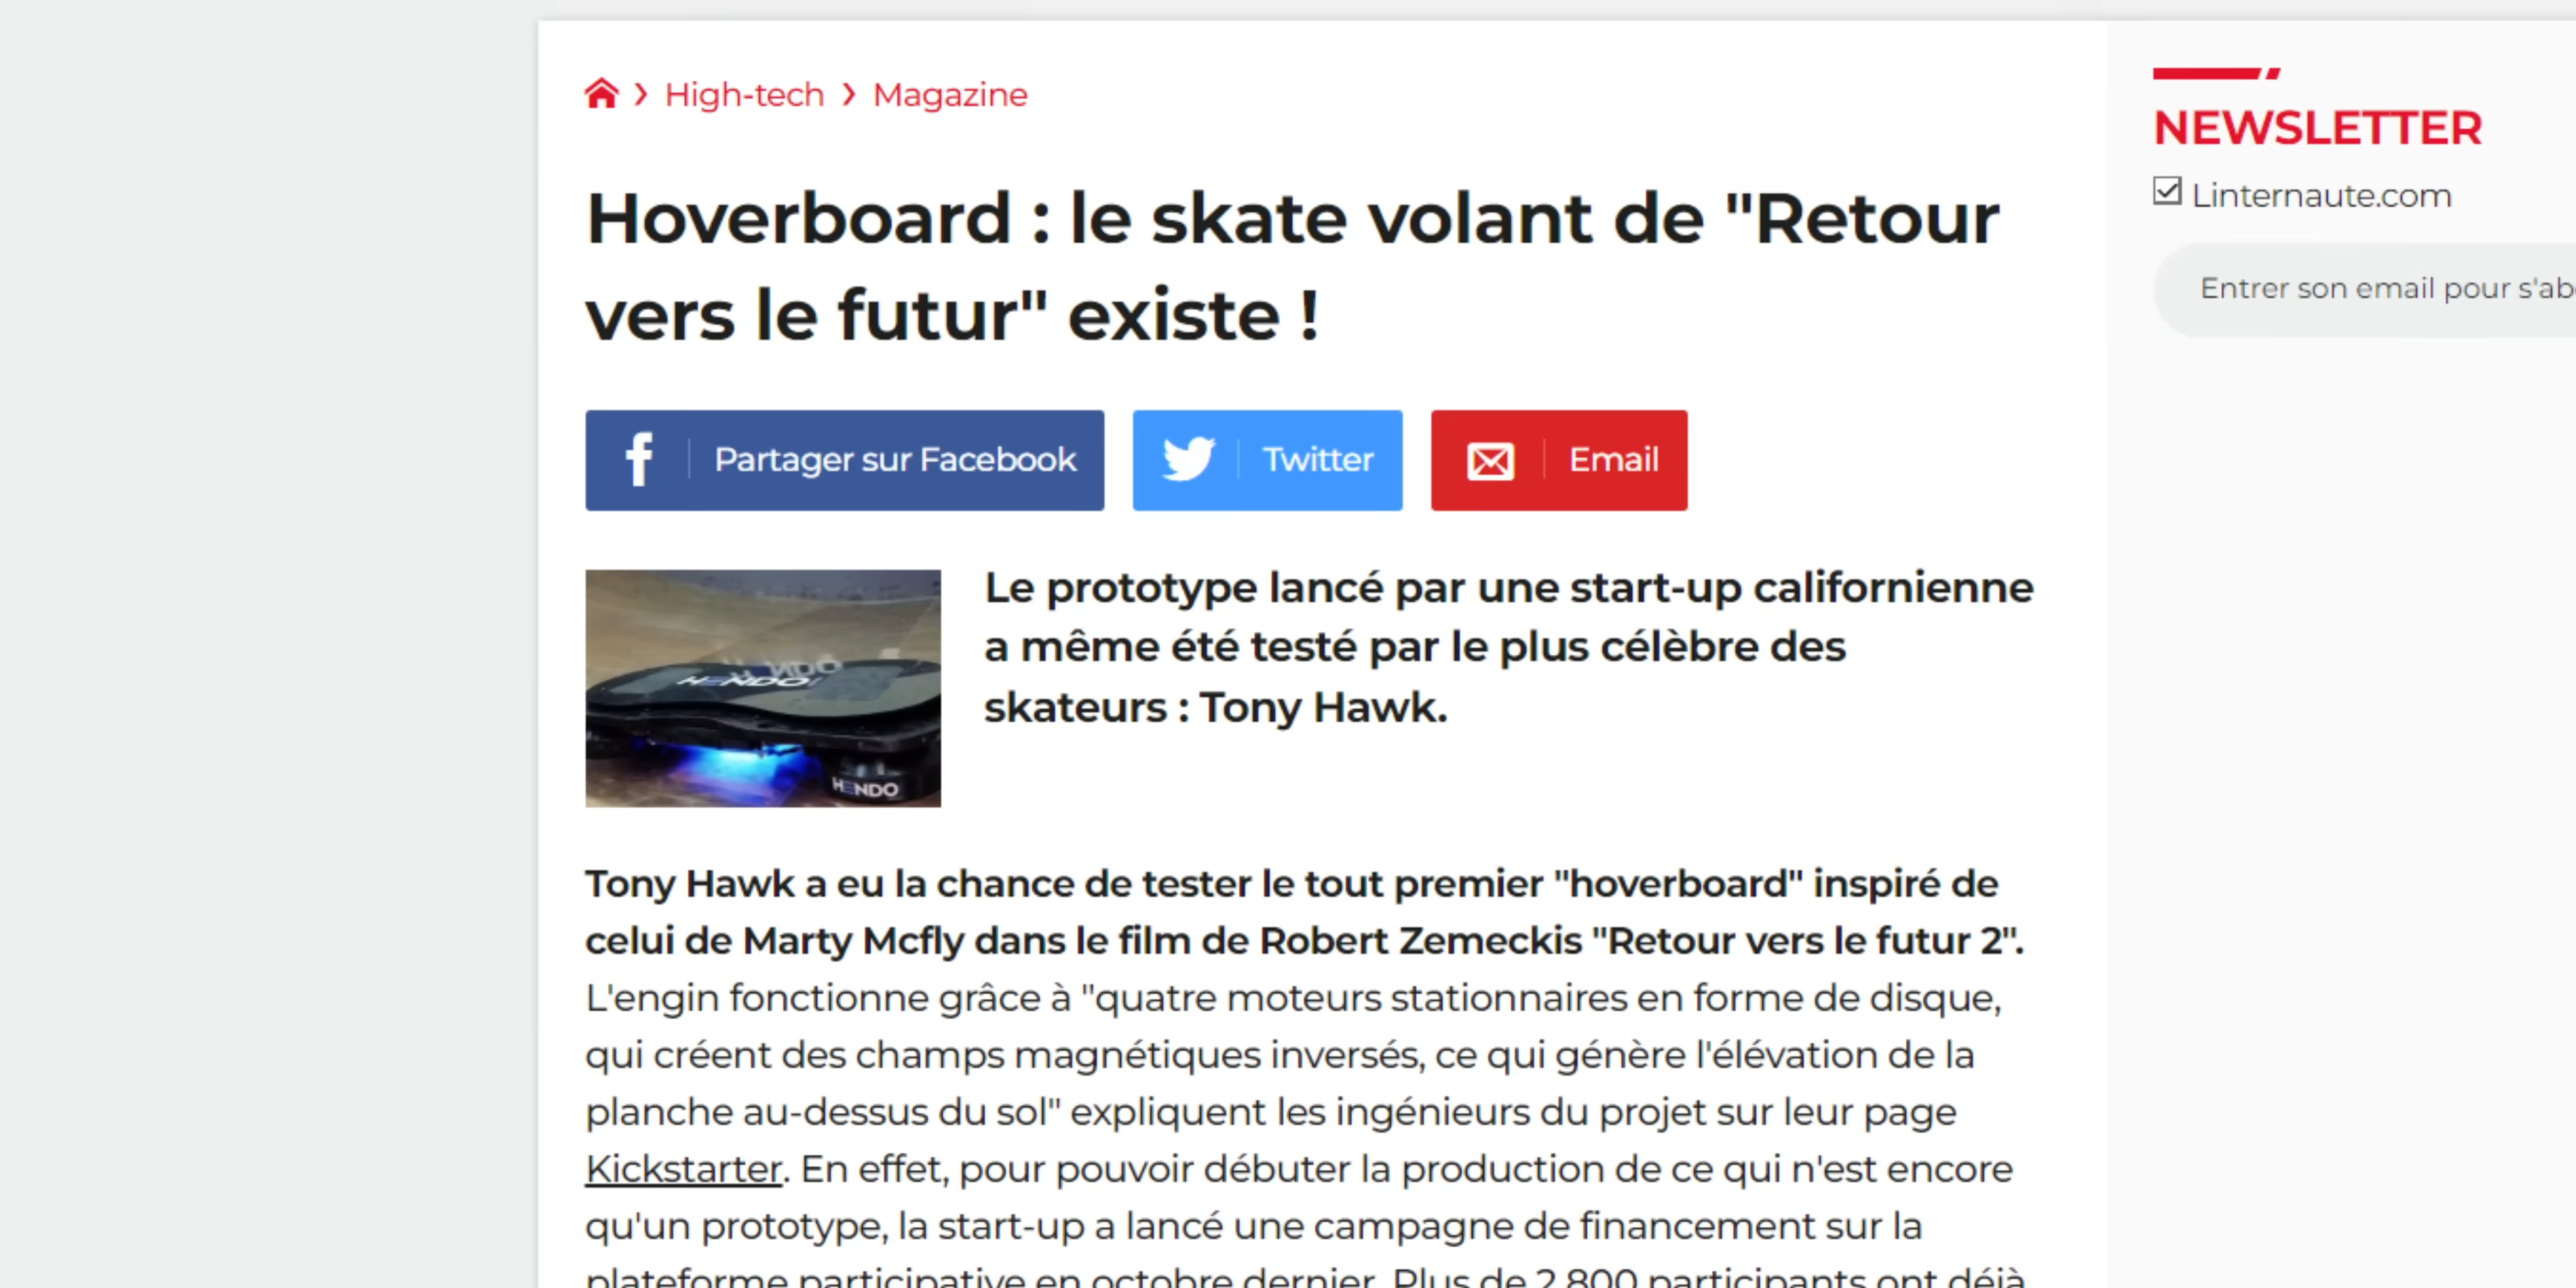 High-tech Magazine
Hoverboard : le skate volant de "Retour
vers le futur" existe !
Partager sur Facebook
Twitter
Email
HENDO
HENDO
Le prototype lancé par une start-up californienne
a même été testé par le plus célèbre des
skateurs : Tony Hawk.
Tony Hawk a eu la chance de tester le tout premier "hoverboard" inspiré de
celui de Marty Mcfly dans le film de Robert Zemeckis "Retour vers le futur 2".
L'engin fonctionne grâce à "quatre moteurs stationnaires en forme de disque,
qui créent des champs magnétiques inversés, ce qui génère l'élévation de la
planche au-dessus du sol" expliquent les ingénieurs du projet sur leur page
Kickstarter. En effet, pour pouvoir débuter la production de ce qui n'est encore
qu'un prototype, la start-up a lancé une campagne de financement sur la
plateforme participative en octobre dernier. Plus de 2 800 participants ont déjà
NEWSLETTER
Linternaute.com
Entrer son email pour s'ab